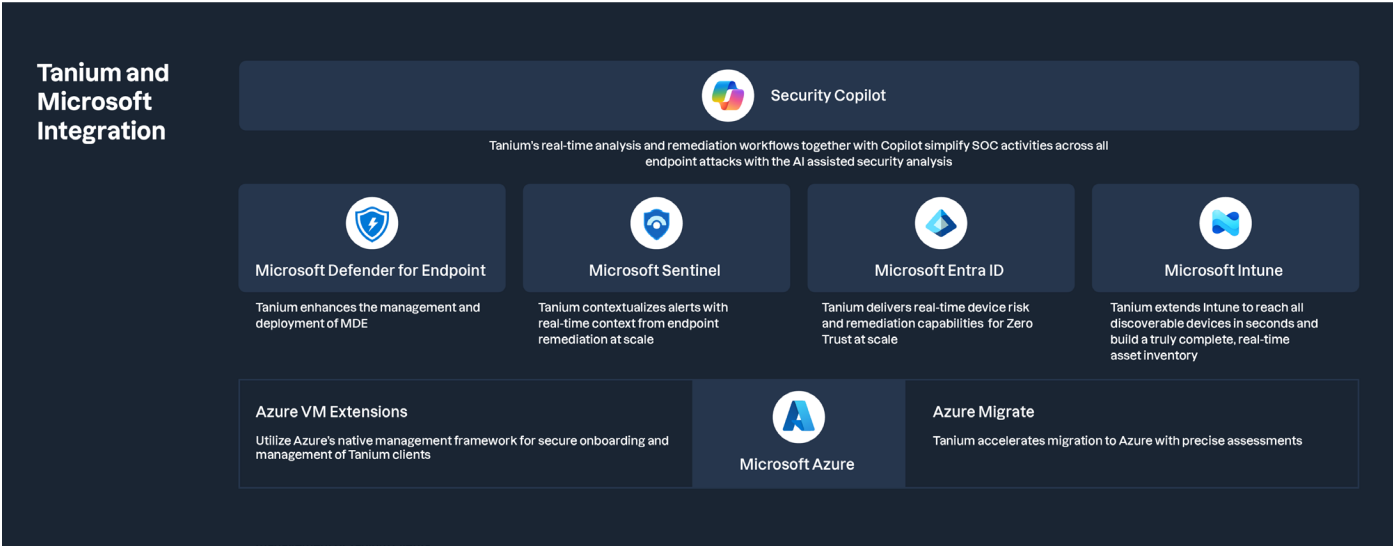 Tanium and
Microsoft
Integration
Security Copilot
Tanium's real-time analysis and remediation workflows together with Copilot simplify SOC activities across all
endpoint attacks with the AI assisted security analysis
Microsoft Defender for Endpoint
Tanium enhances the management and
deployment of MDE
Microsoft Sentinel
Tanium contextualizes alerts with
real-time context from endpoint
remediation at scale
Microsoft Entra ID
Tanium delivers real-time device risk
and remediation capabilities for Zero
Trust at scale
Microsoft Intune
Tanium extends Intune to reach all
discoverable devices in seconds and
build a truly complete, real-time
asset inventory
Azure VM Extensions
Utilize Azure's native management framework for secure onboarding and
management of Tanium clients
Microsoft Azure
Azure Migrate
Tanium accelerates migration to Azure with precise assessments